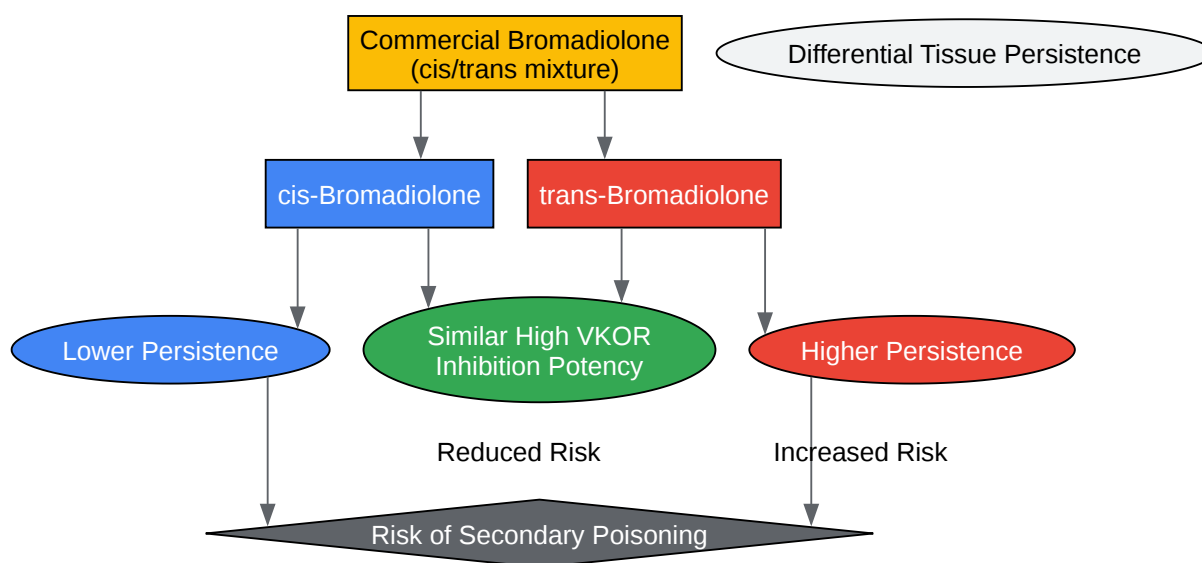 Commercial Bromadiolone
(cis/trans mixture)
Differential Tissue Persistence
cis-Bromadiolone
trans-Bromadiolone
Lower Persistence
Similar High VKOR
Inhibition Potency
Higher Persistence
Reduced Risk
Increased Risk
Risk of Secondary Poisoning